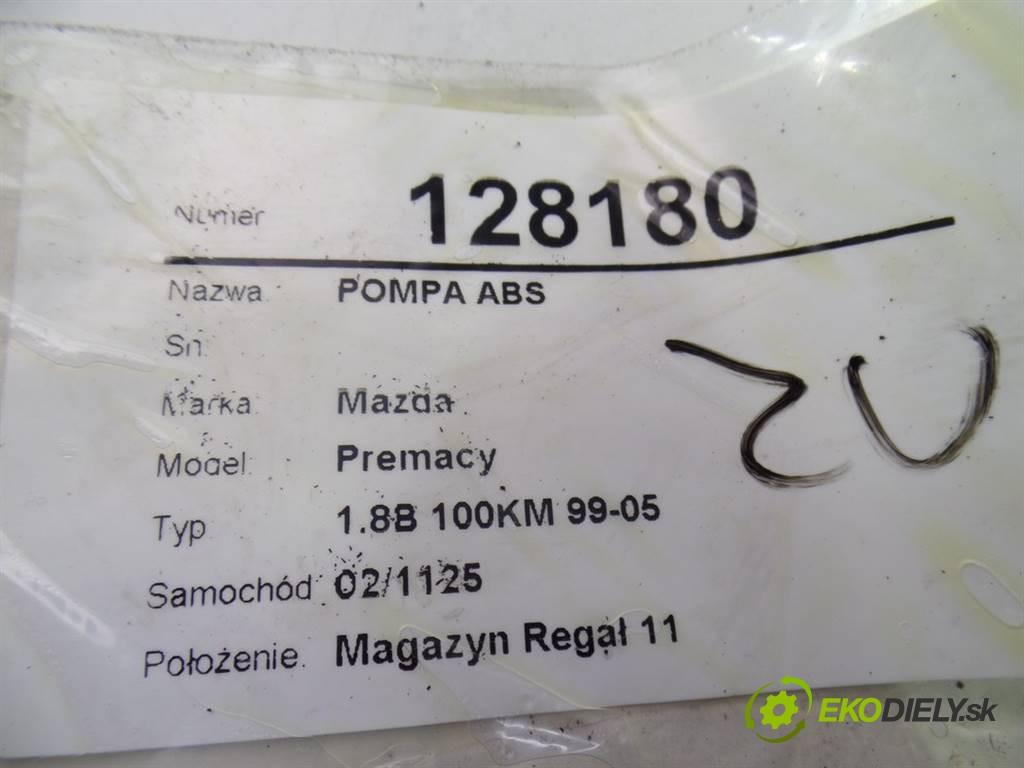 Numer 128180
Nazwa POMPA ABS
Sn
Marka Mazda
Model: Premacy
Typ 1.8B 100KM 99-05
Samochód 02/1125
Położenie: Magazyn Regał 11
EKODIELY.sk